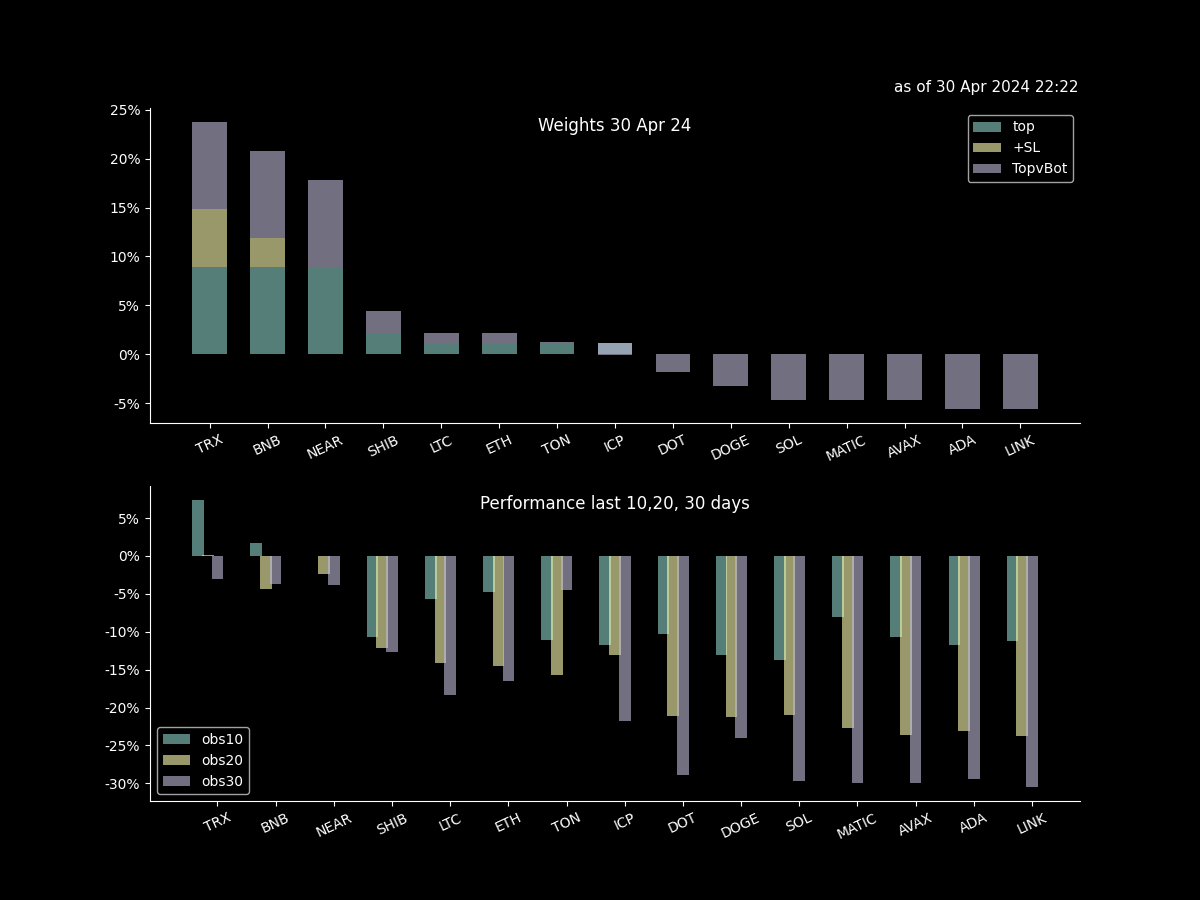 as of 30 Apr 2024 22:22
Weights 30 Apr 24
25%
20%
15%
10%
5%
0%
-5%
top
+SL
TopvBot
TRX BNB NEAR SHIB LTC ETH TON ICP DOT DOGE SOL MATIC AVAX ADA LINK
Performance last 10,20, 30 days
5%
0%
-5%
-10%
-15%
-20%
-25%
-30%
obs10
obs20
obs30
TRX BNB NEAR SHIB LTC ETH TON ICP DOT DOGE SOL MATIC AVAX ADA LINK